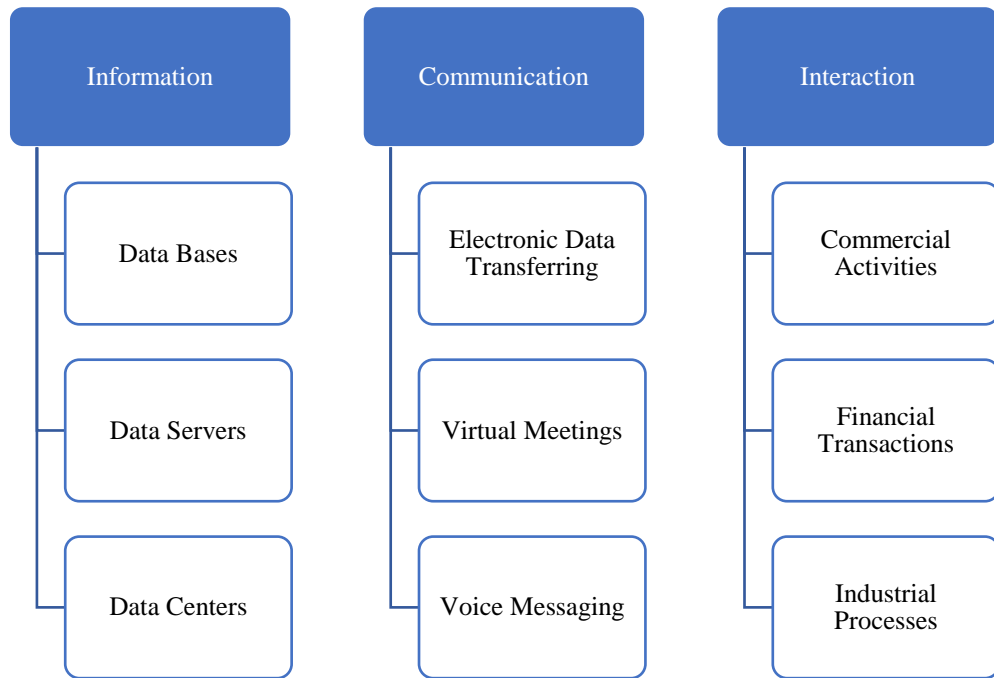 Information
Data Bases
Data Servers
Data Centers
Communication
Electronic Data
Transferring
Virtual Meetings
Voice Messaging
Interaction
Commercial
Activities
Financial
Transactions
Industrial
Processes